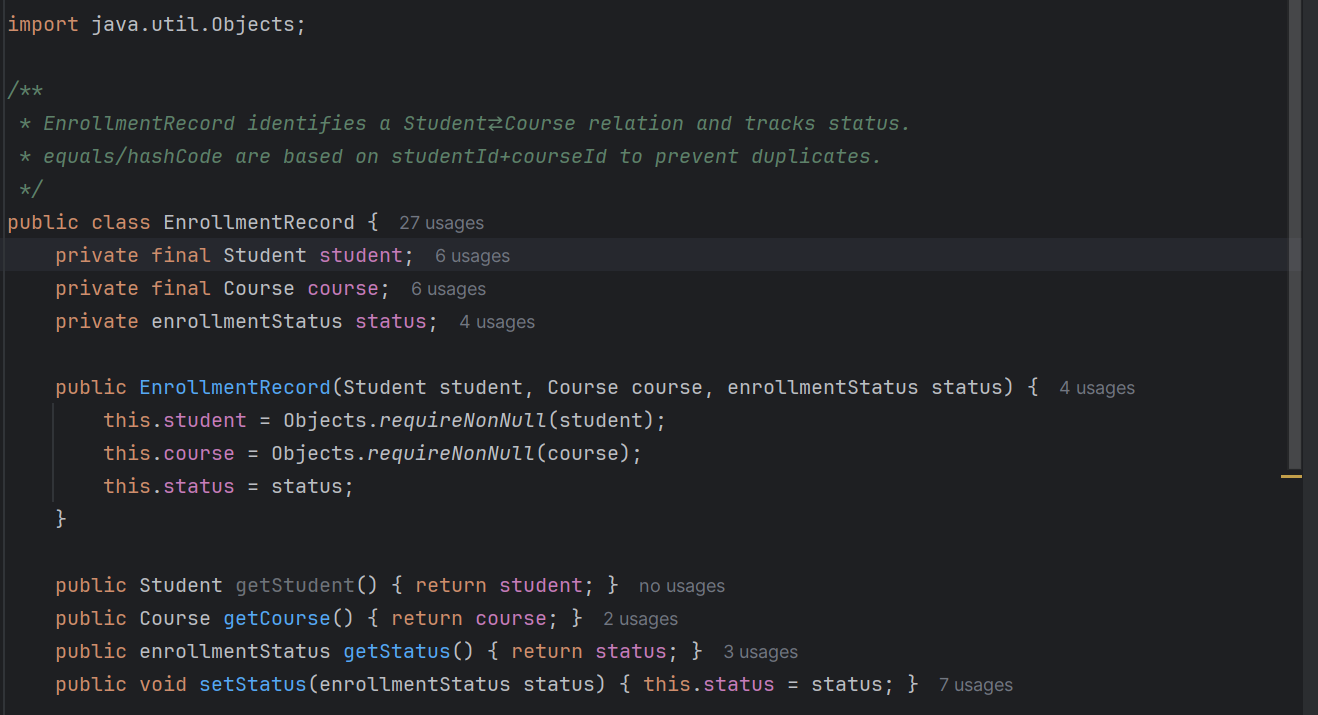 import java.util.Objects;
/**
 * EnrollmentRecord identifies a Student⇄Course relation and tracks status.
 * equals/hashCode are based on studentId+courseId to prevent duplicates.
 */
public class EnrollmentRecord {  27 usages
    private final Student student;  6 usages
    private final Course course;  6 usages
    private enrollmentStatus status;  4 usages
    public EnrollmentRecord(Student student, Course course, enrollmentStatus status) {  4 usages
        this.student = Objects.requireNonNull(student);
        this.course = Objects.requireNonNull(course);
        this.status = status;
    }
    public Student getStudent() { return student; }  no usages
    public Course getCourse() { return course; }  2 usages
    public enrollmentStatus getStatus() { return status; }  3 usages
    public void setStatus(enrollmentStatus status) { this.status = status; }  7 usages